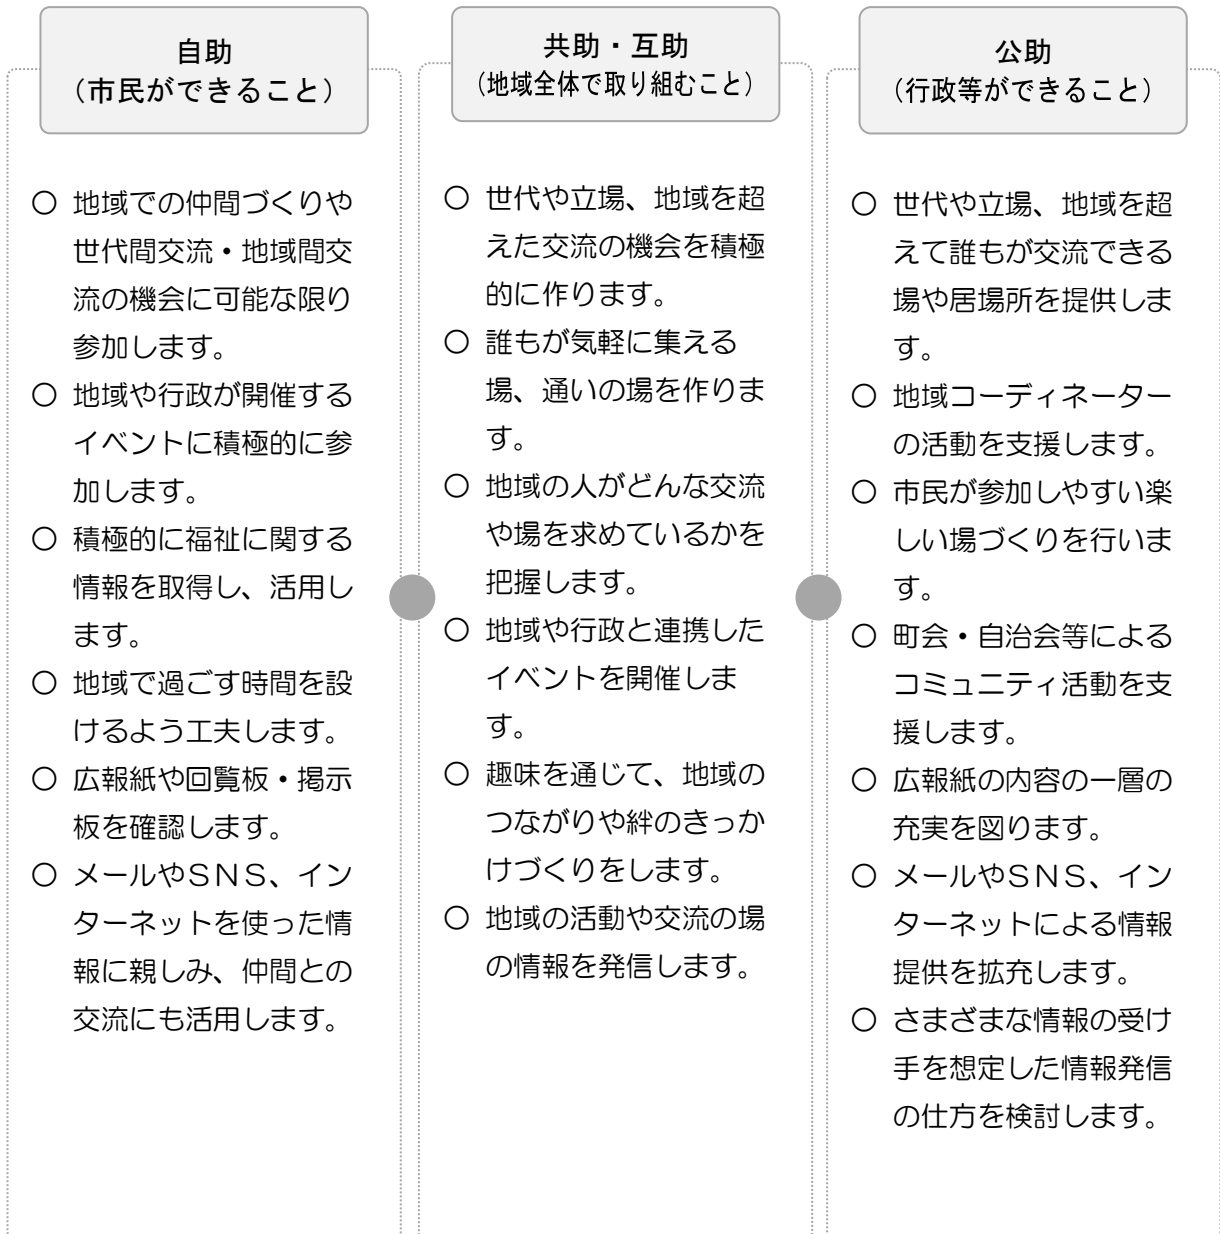 自助
（市民ができること）
○ 地域での仲間づくりや
世代間交流・地域間交
流の機会に可能な限り
参加します。
○ 地域や行政が開催する
イベントに積極的に参
加します。
○ 積極的に福祉に関する
情報を取得し、活用し
ます。
○ 地域で過ごす時間を設
けるよう工夫します。
○ 広報紙や回覧板・掲示
板を確認します。
○ メールやＳＮＳ、イン
ターネットを使った情
報に親しみ、仲間との
交流にも活用します。
共助・互助
（地域全体で取り組むこと）
○ 世代や立場、地域を超
えた交流の機会を積極
的に作ります。
○ 誰もが気軽に集える
場、通いの場を作りま
す。
○ 地域の人がどんな交流
や場を求めているかを
把握します。
○ 地域や行政と連携した
イベントを開催しま
す。
○ 趣味を通じて、地域の
つながりや絆のきっか
けづくりをします。
○ 地域の活動や交流の場
の情報を発信します。
公助
（行政等ができること）
○ 世代や立場、地域を超
えて誰もが交流できる
場や居場所を提供しま
す。
○ 地域コーディネーター
の活動を支援します。
○ 市民が参加しやすい楽
しい場づくりを行いま
す。
○ 町会・自治会等による
コミュニティ活動を支
援します。
○ 広報紙の内容の一層の
充実を図ります。
○ メールやＳＮＳ、イン
ターネットによる情報
提供を拡充します。
○ さまざまな情報の受け
手を想定した情報発信
の仕方を検討します。